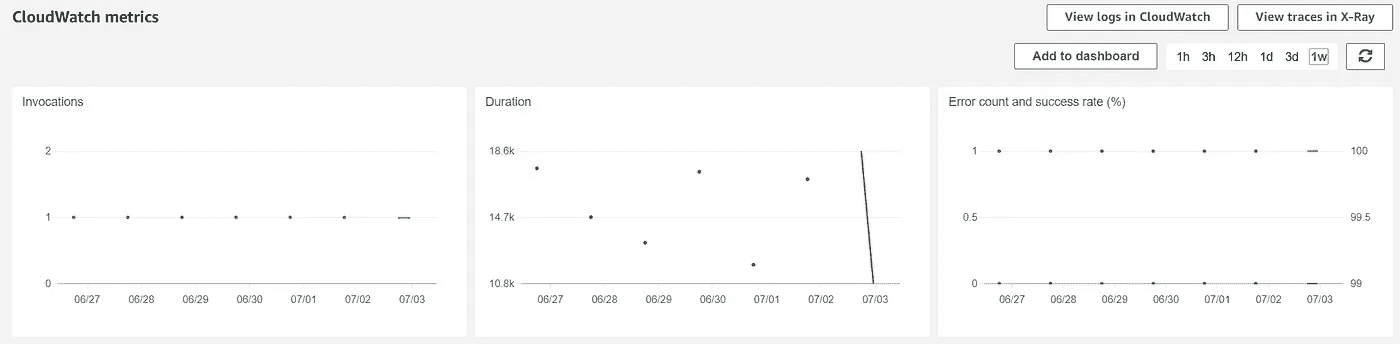 CloudWatch metrics
View logs in CloudWatch
View traces in X-Ray
Add to dashboard
1h 3h 12h 1d 3d 1w
Invocations
2
1
0
06/27 06/28 06/29 06/30 07/01 07/02 07/03
Duration
18.6k
14.7k
10.8k
06/27 06/28 06/29 06/30 07/01 07/02 07/03
Error count and success rate (%)
1 100
0.5 99.5
0 99
06/27 06/28 06/29 06/30 07/01 07/02 07/03